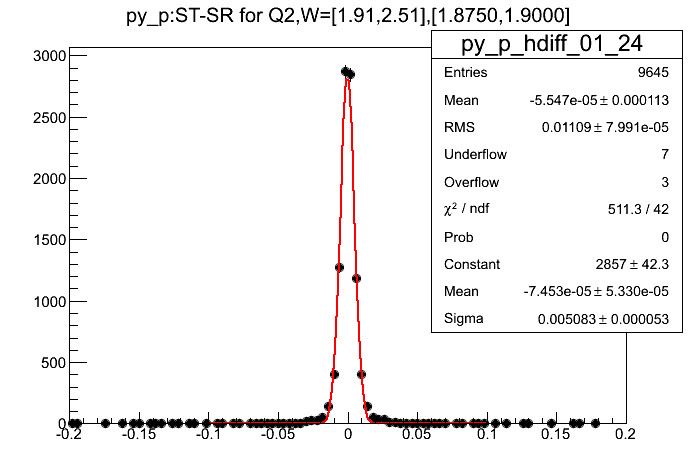 py_p:ST-SR for Q2,W=[1.91,2.51],[1.8750,1.9000]
py_p_hdiff_01_24
Entries 9645
Mean -5.547e-05 ± 0.000113
RMS 0.01109 ± 7.991e-05
Underflow 7
Overflow 3
χ² / ndf 511.3 / 42
Prob 0
Constant 2857 ± 42.3
Mean -7.453e-05 ± 5.330e-05
Sigma 0.005083 ± 0.000053
3000
2500
2000
1500
1000
500
0
-0.2 -0.15 -0.1 -0.05 0 0.05 0.1 0.15 0.2